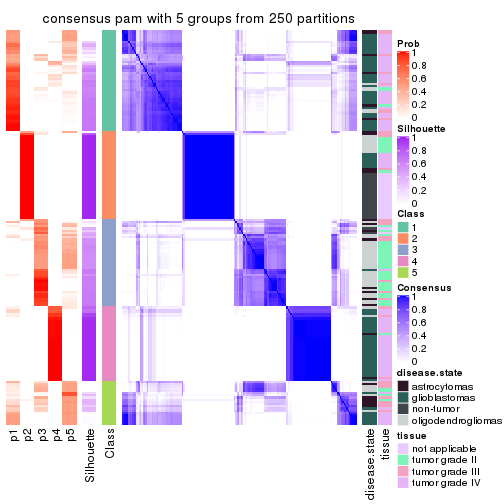 consensus pam with 5 groups from 250 partitions
p1
p2
p3
p4
p5
Silhouette
Class
disease.state
tissue
Prob
1
0.8
0.6
0.4
0.2
0
Silhouette
1
0.8
0.6
0.4
0.2
0
Class
1
2
3
4
5
Consensus
1
0.8
0.6
0.4
0.2
0
disease.state
astrocytomas
glioblastomas
non-tumor
oligodendrogliomas
tissue
not applicable
tumor grade II
tumor grade III
tumor grade IV